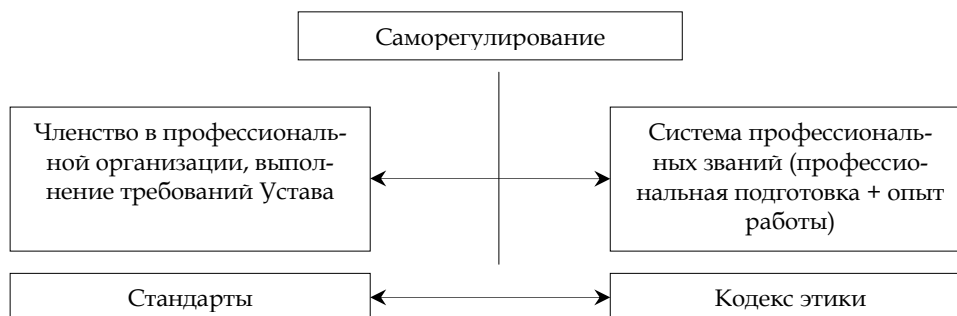 Саморегулирование
Членство в профессиональ-
ной организации, выпол-
нение требований Устава
Система профессиональ-
ных званий (профессио-
нальная подготовка + опыт
работы)
Стандарты
Кодекс этики